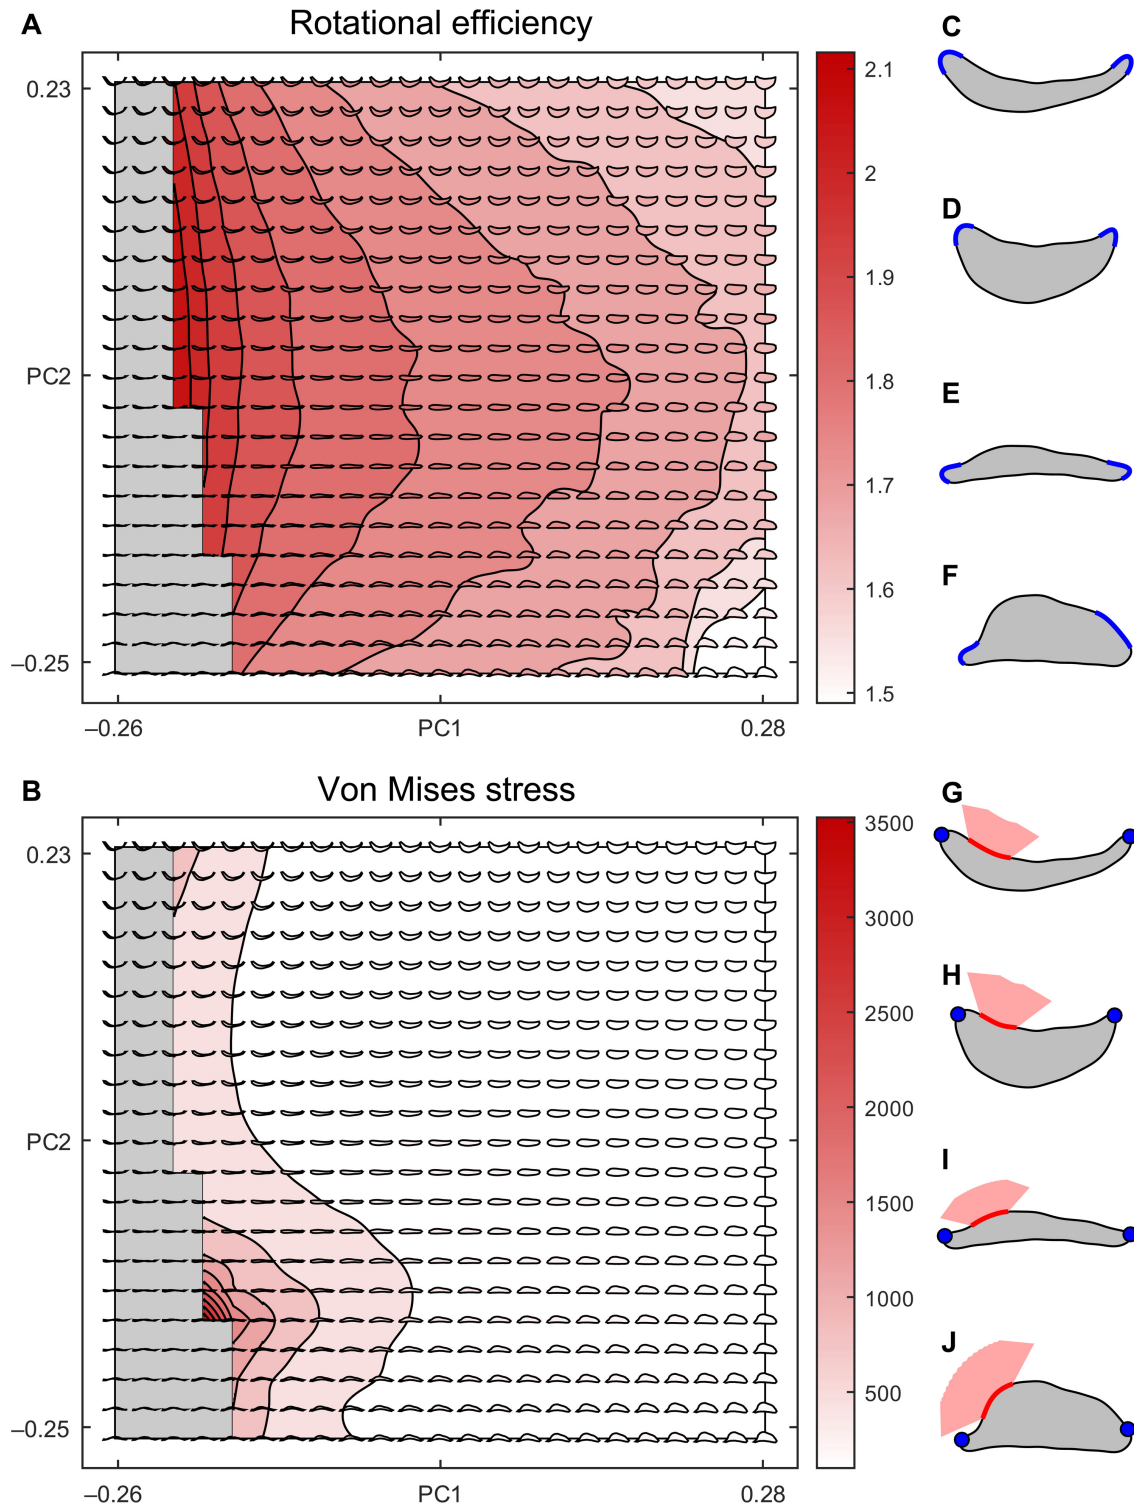 A
Rotational efficiency
0.23
PC2
–0.25
–0.26
PC1
0.28
2.1
2
1.9
1.8
1.7
1.6
1.5
C
D
E
F
B
Von Mises stress
0.23
PC2
–0.25
–0.26
PC1
0.28
3500
3000
2500
2000
1500
1000
500
G
H
I
J